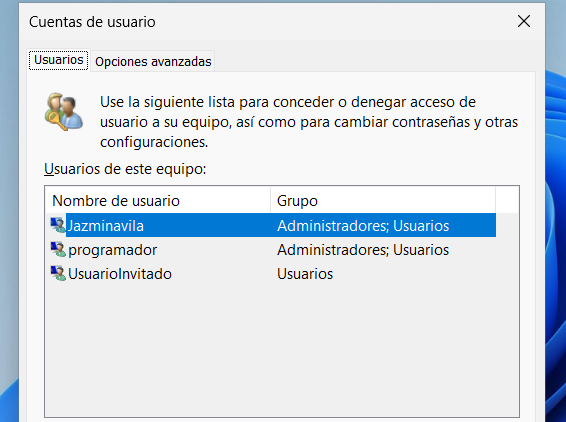 Cuentas de usuario
Usuarios
Opciones avanzadas
Use la siguiente lista para conceder o denegar acceso de
usuario a su equipo, así como para cambiar contraseñas y otras
configuraciones.
Usuarios de este equipo:
Nombre de usuario Grupo
Jazminavila Administradores; Usuarios
programador Administradores; Usuarios
UsuarioInvitado Usuarios